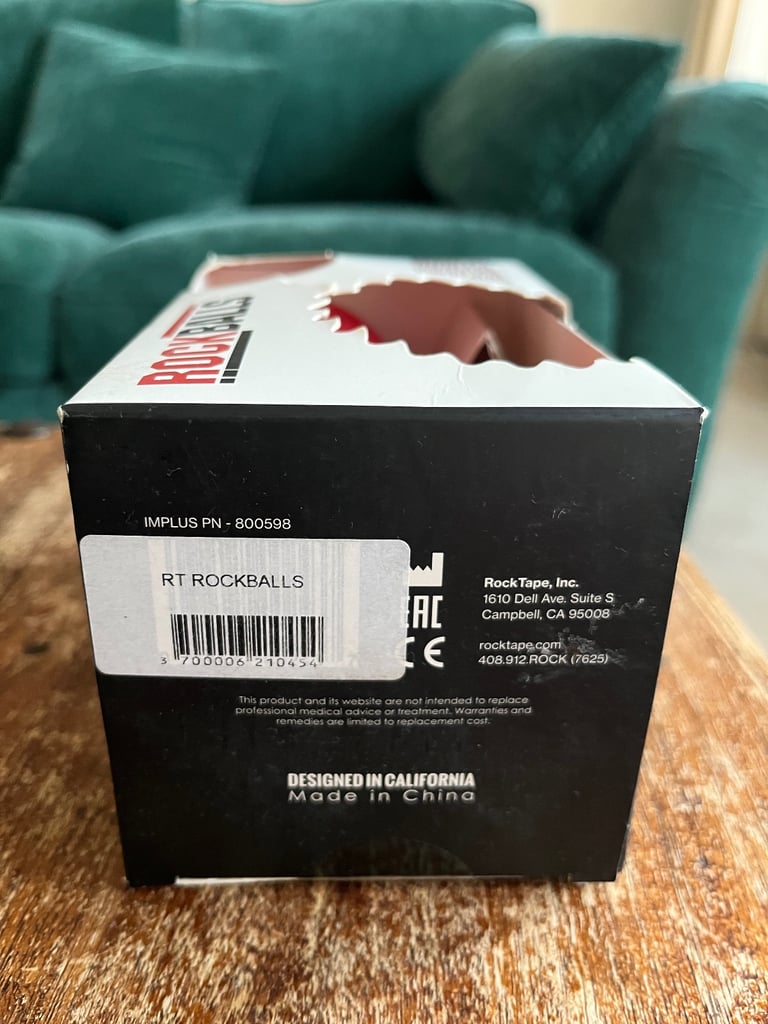 ROCKBALLS
IMPLUS PN - 800598
RT ROCKBALLS
3 700006 210454
EAC
CE
RockTape, Inc.
1610 Dell Ave. Suite S
Campbell, CA 95008
rocktape.com
408.912.ROCK (7625)
This product and its website are not intended to replace
professional medical advice or treatment. Warranties and
remedies are limited to replacement cost.
DESIGNED IN CALIFORNIA
Made in China